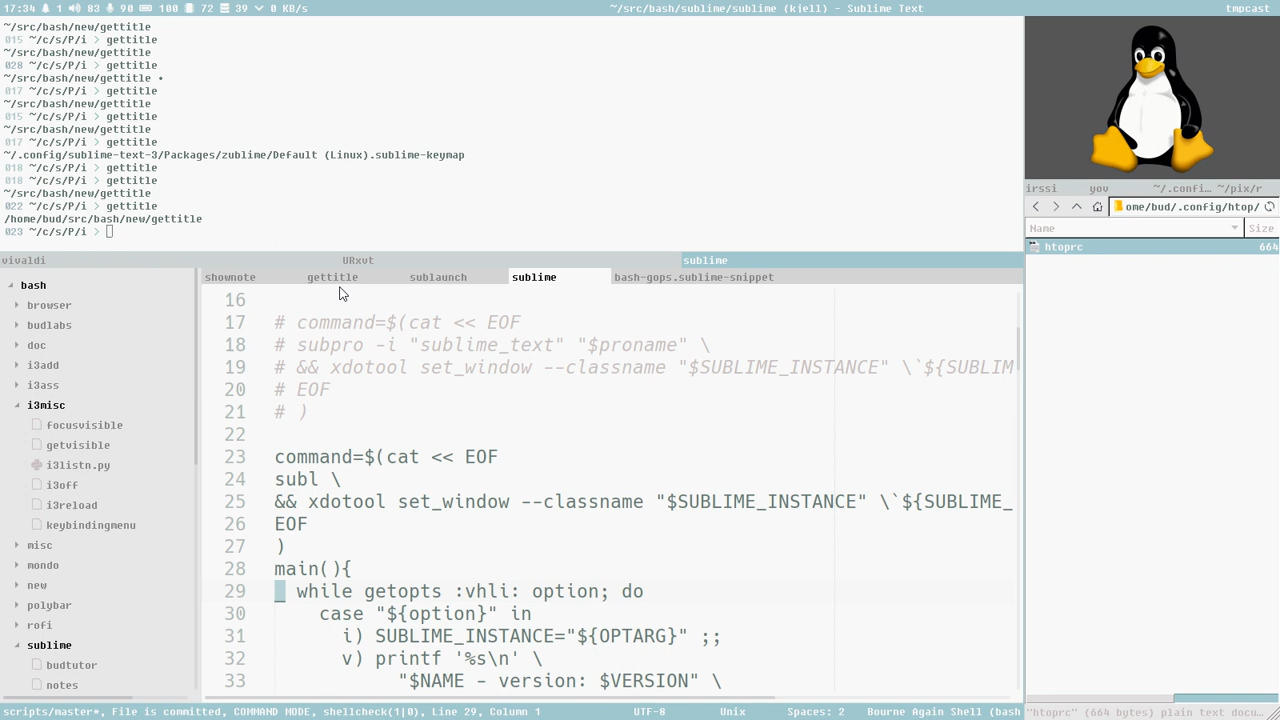 17:34 1 83 90 100 72 39 0 KB/s ~/src/bash/sublime/sublime (kjell) - Sublime Text tmpcast
~/src/bash/new/gettitle
015 ~/c/s/P/i > gettitle
~/src/bash/new/gettitle
028 ~/c/s/P/i > gettitle
~/src/bash/new/gettitle •
017 ~/c/s/P/i > gettitle
~/src/bash/new/gettitle
015 ~/c/s/P/i > gettitle
~/src/bash/new/gettitle
017 ~/c/s/P/i > gettitle
~/.config/sublime-text-3/Packages/zublime/Default (Linux).sublime-keymap
018 ~/c/s/P/i > gettitle
018 ~/c/s/P/i > gettitle
~/src/bash/new/gettitle
022 ~/c/s/P/i > gettitle
/home/bud/src/bash/new/gettitle
023 ~/c/s/P/i >
irssi yov ~/.confi… ~/pix/r
ome/bud/.config/htop/
Name Size
htoprc 664
vivaldi URxvt sublime
shownote gettitle sublaunch sublime bash-gops.sublime-snippet
bash
browser
budlabs
doc
i3add
i3ass
i3misc
focusvisible
getvisible
i3listn.py
i3off
i3reload
keybindingmenu
misc
mondo
new
polybar
rofi
sublime
budtutor
notes
16
17 # command=$(cat << EOF
18 # subpro -i "sublime_text" "$proname" \
19 # && xdotool set_window --classname "$SUBLIME_INSTANCE" \`${SUBLIM
20 # EOF
21 # )
22
23 command=$(cat << EOF
24 subl \
25 && xdotool set_window --classname "$SUBLIME_INSTANCE" \`${SUBLIME_
26 EOF
27 )
28 main(){
29 while getopts :vhli: option; do
30 case "${option}" in
31 i) SUBLIME_INSTANCE="${OPTARG}" ;;
32 v) printf '%s\n' \
33 "$NAME - version: $VERSION" \
scripts/master*, File is committed, COMMAND MODE, shellcheck(1|0), Line 29, Column 1 UTF-8 Unix Spaces: 2 Bourne Again Shell (bash
"htoprc" (664 bytes) plain text docu…